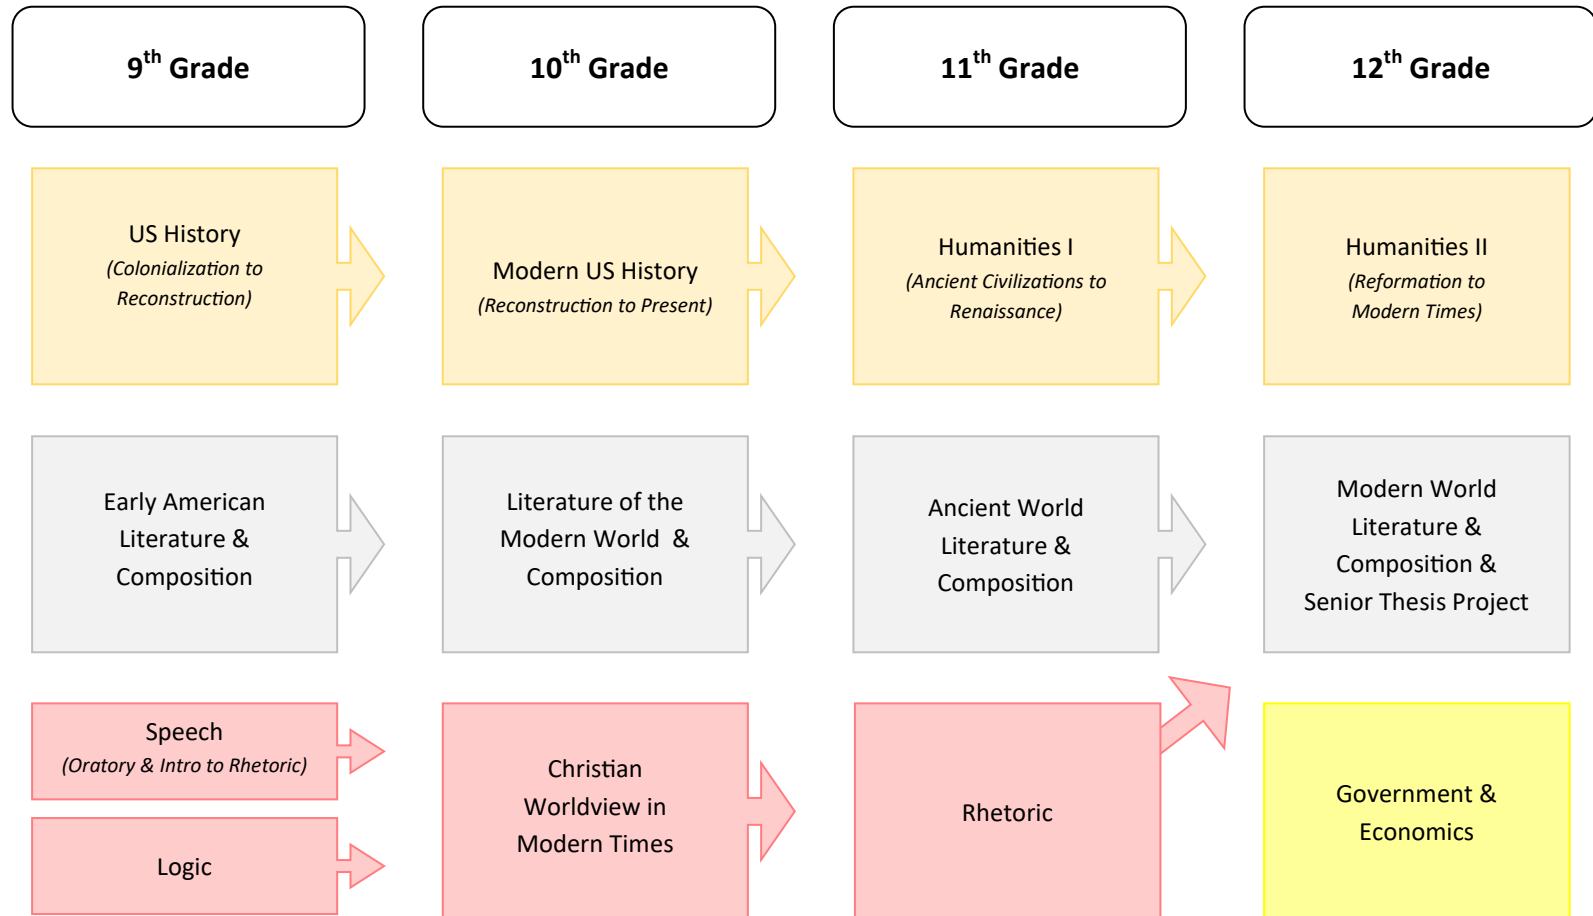 9th Grade
10th Grade
11th Grade
12th Grade
US History
(Colonialization to
Reconstruction)
Modern US History
(Reconstruction to Present)
Humanities I
(Ancient Civilizations to
Renaissance)
Humanities II
(Reformation to
Modern Times)
Early American
Literature &
Composition
Literature of the
Modern World &
Composition
Ancient World
Literature &
Composition
Modern World
Literature &
Composition &
Senior Thesis Project
Speech
(Oratory & Intro to Rhetoric)
Logic
Christian
Worldview in
Modern Times
Rhetoric
Government &
Economics